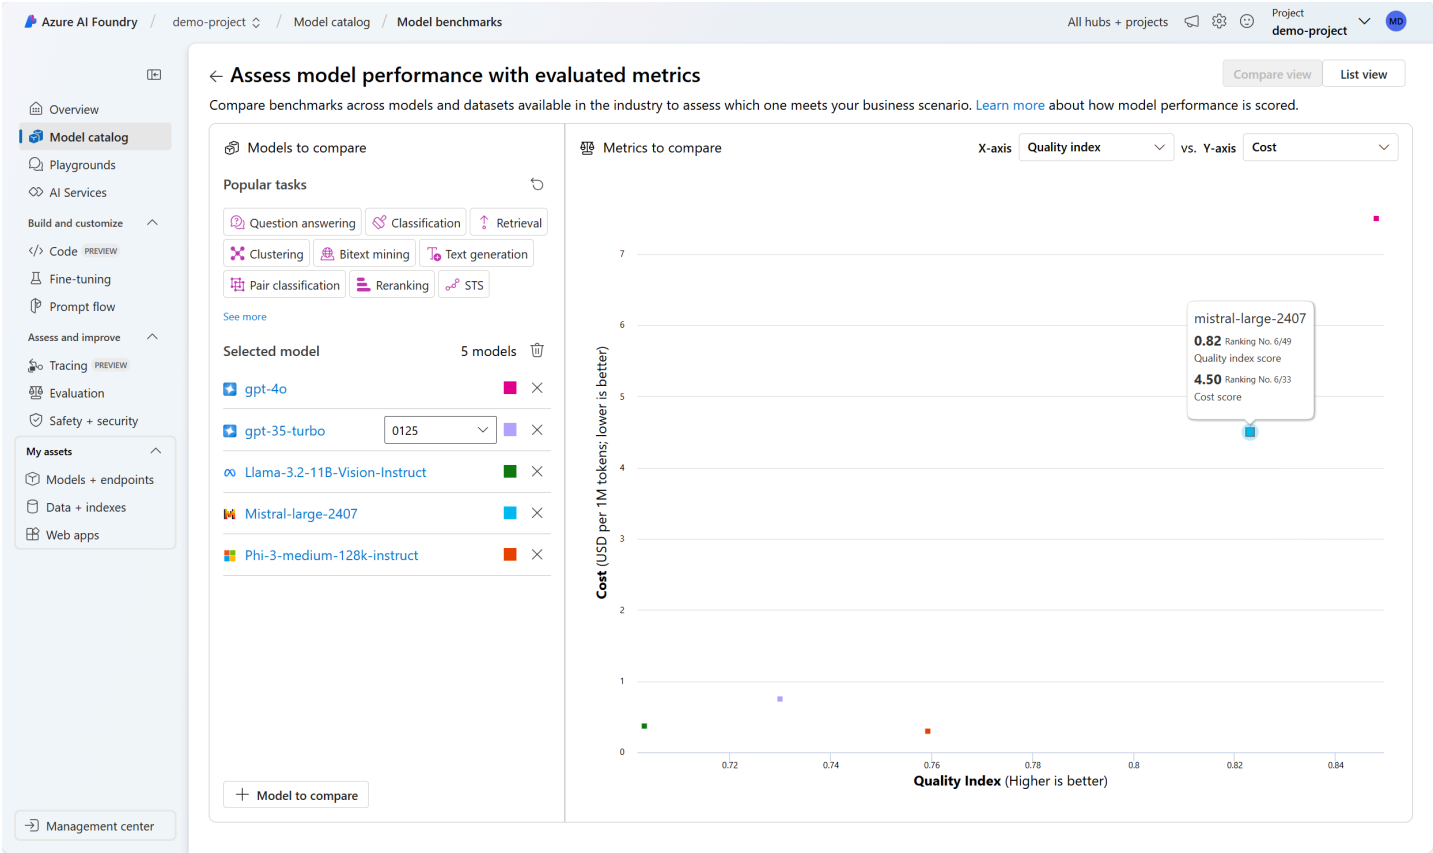 Azure AI Foundry / demo-project / Model catalog / Model benchmarks
All hubs + projects
Project
demo-project
MD
Overview
Model catalog
Playgrounds
AI Services
Build and customize
Code PREVIEW
Fine-tuning
Prompt flow
Assess and improve
Tracing PREVIEW
Evaluation
Safety + security
My assets
Models + endpoints
Data + indexes
Web apps
Management center
Assess model performance with evaluated metrics
Compare view
List view
Compare benchmarks across models and datasets available in the industry to assess which one meets your business scenario. Learn more about how model performance is scored.
Models to compare
Popular tasks
Question answering
Classification
Retrieval
Clustering
Bitext mining
Text generation
Pair classification
Reranking
STS
See more
Selected model
5 models
gpt-4o
gpt-35-turbo
0125
Llama-3.2-11B-Vision-Instruct
Mistral-large-2407
Phi-3-medium-128k-instruct
Model to compare
Metrics to compare
X-axis
Quality index
vs. Y-axis
Cost
Cost (USD per 1M tokens; lower is better)
7
6
5
4
3
2
1
0
mistral-large-2407
0.82 Ranking No. 6/49
Quality index score
4.50 Ranking No. 6/33
Cost score
0.72
0.74
0.76
0.78
0.8
0.82
0.84
Quality Index (Higher is better)